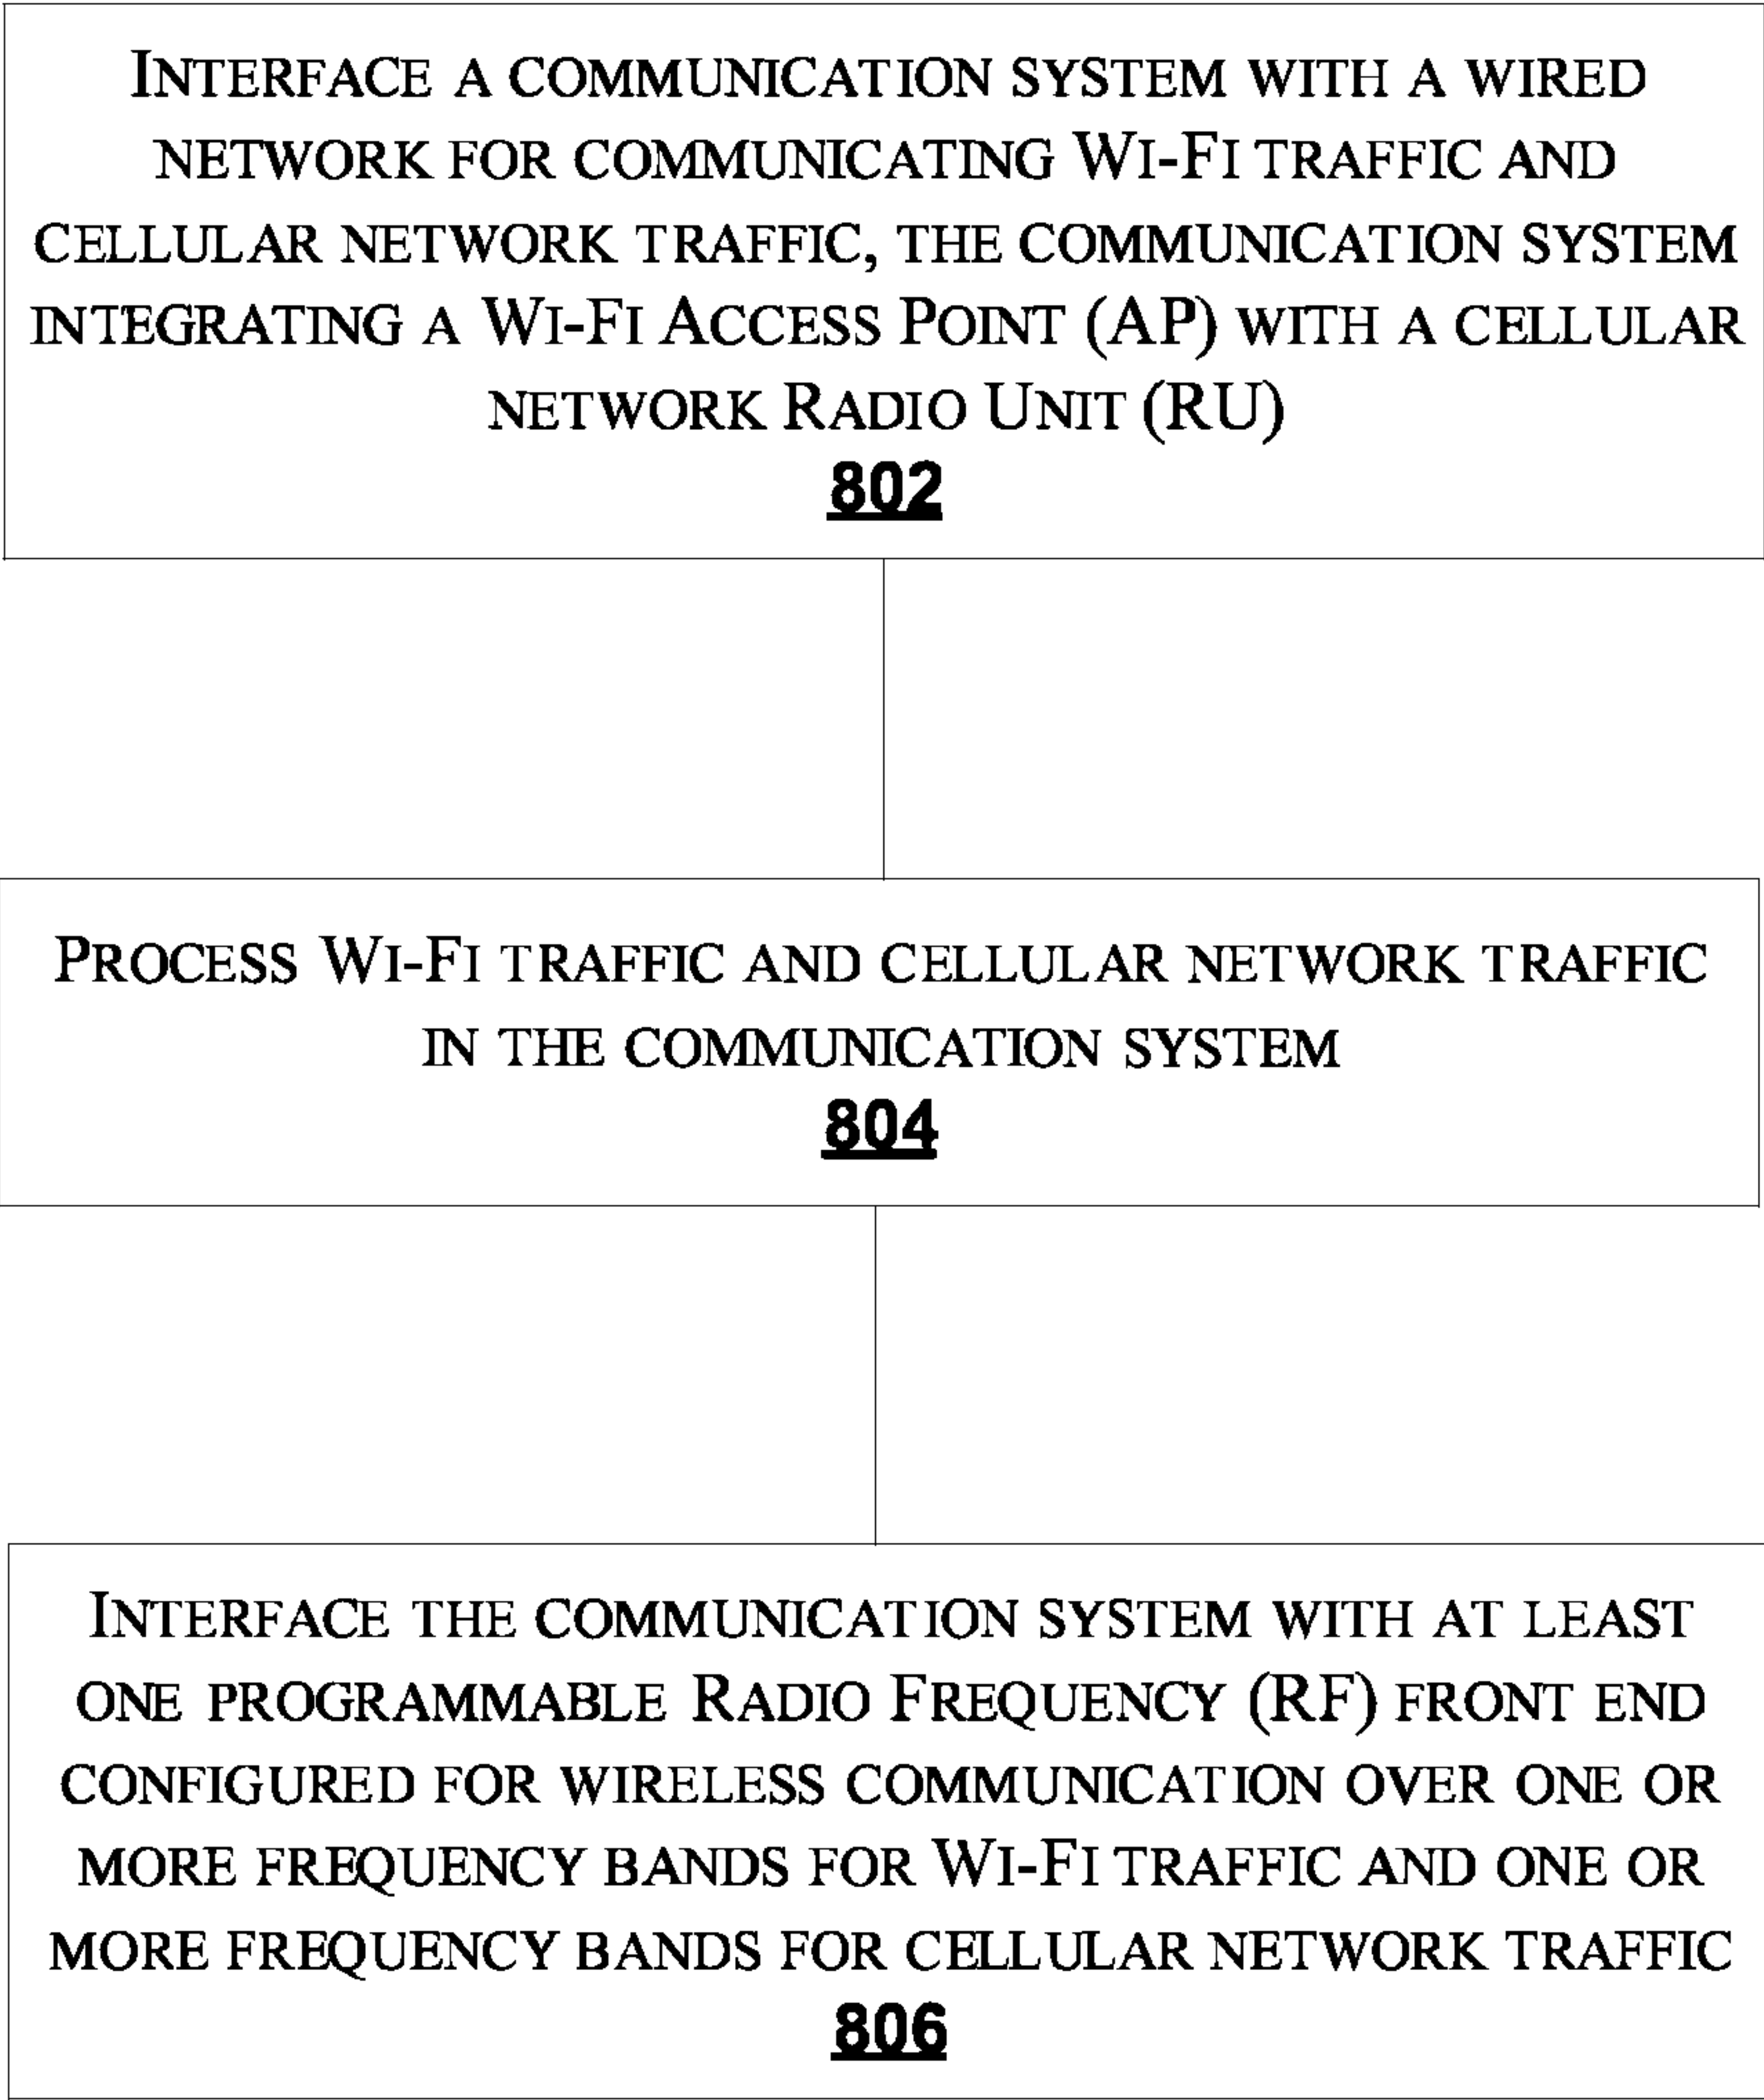 Interface a communication system with a wired
network for communicating Wi-Fi traffic and
cellular network traffic, the communication system
integrating a Wi-Fi Access Point (AP) with a cellular
network Radio Unit (RU)
802
Process Wi-Fi traffic and cellular network traffic
in the communication system
804
Interface the communication system with at least
one programmable Radio Frequency (RF) front end
configured for wireless communication over one or
more frequency bands for Wi-Fi traffic and one or
more frequency bands for cellular network traffic
806